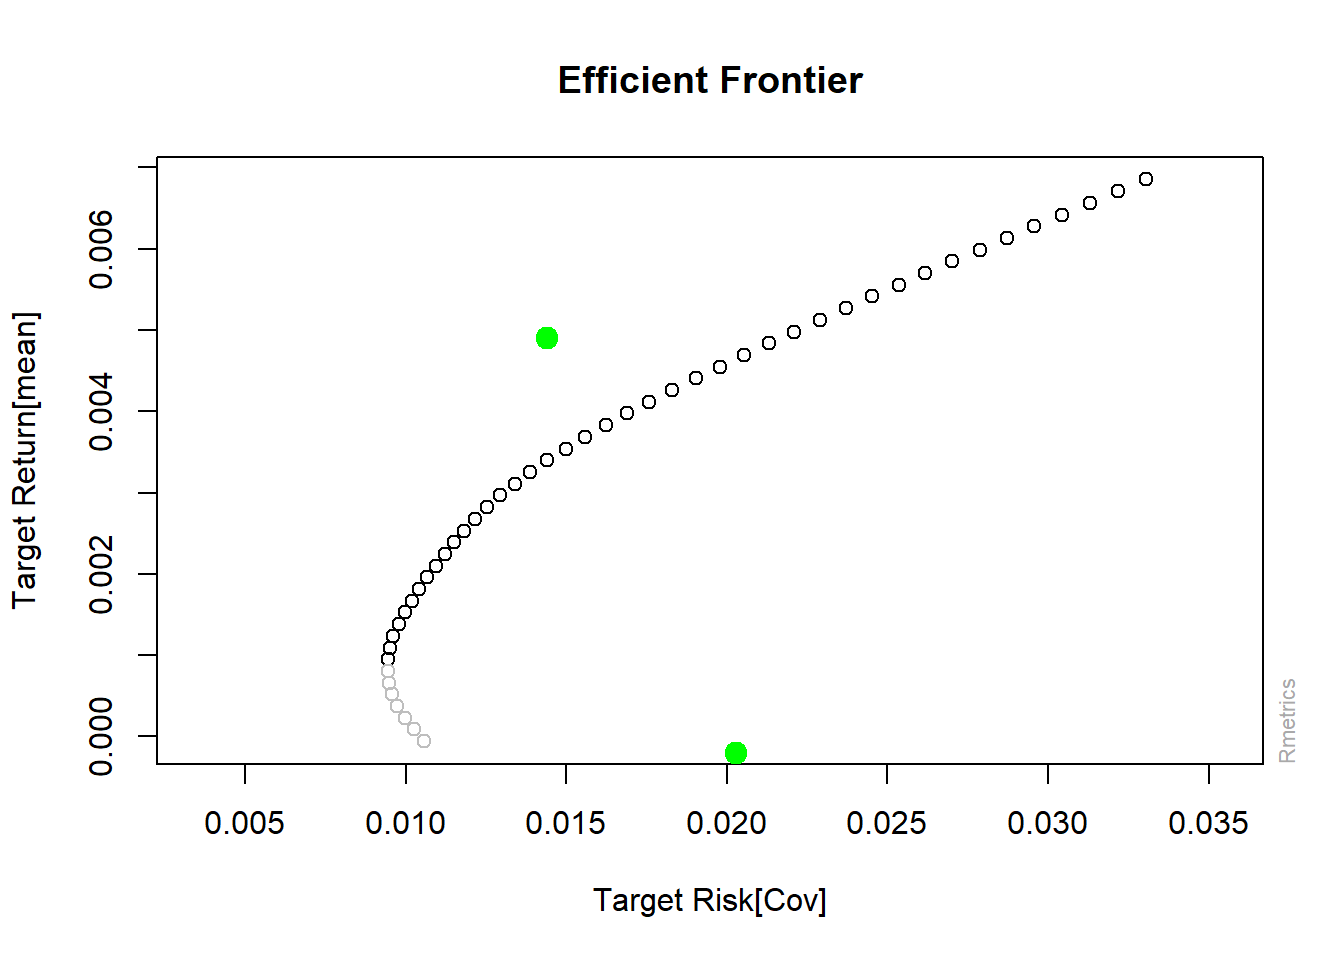 Efficient Frontier
Target Return[mean]
0.006
0.004
0.002
0.000
0.005 0.010 0.015 0.020 0.025 0.030 0.035
Target Risk[Cov]
Rmetrics